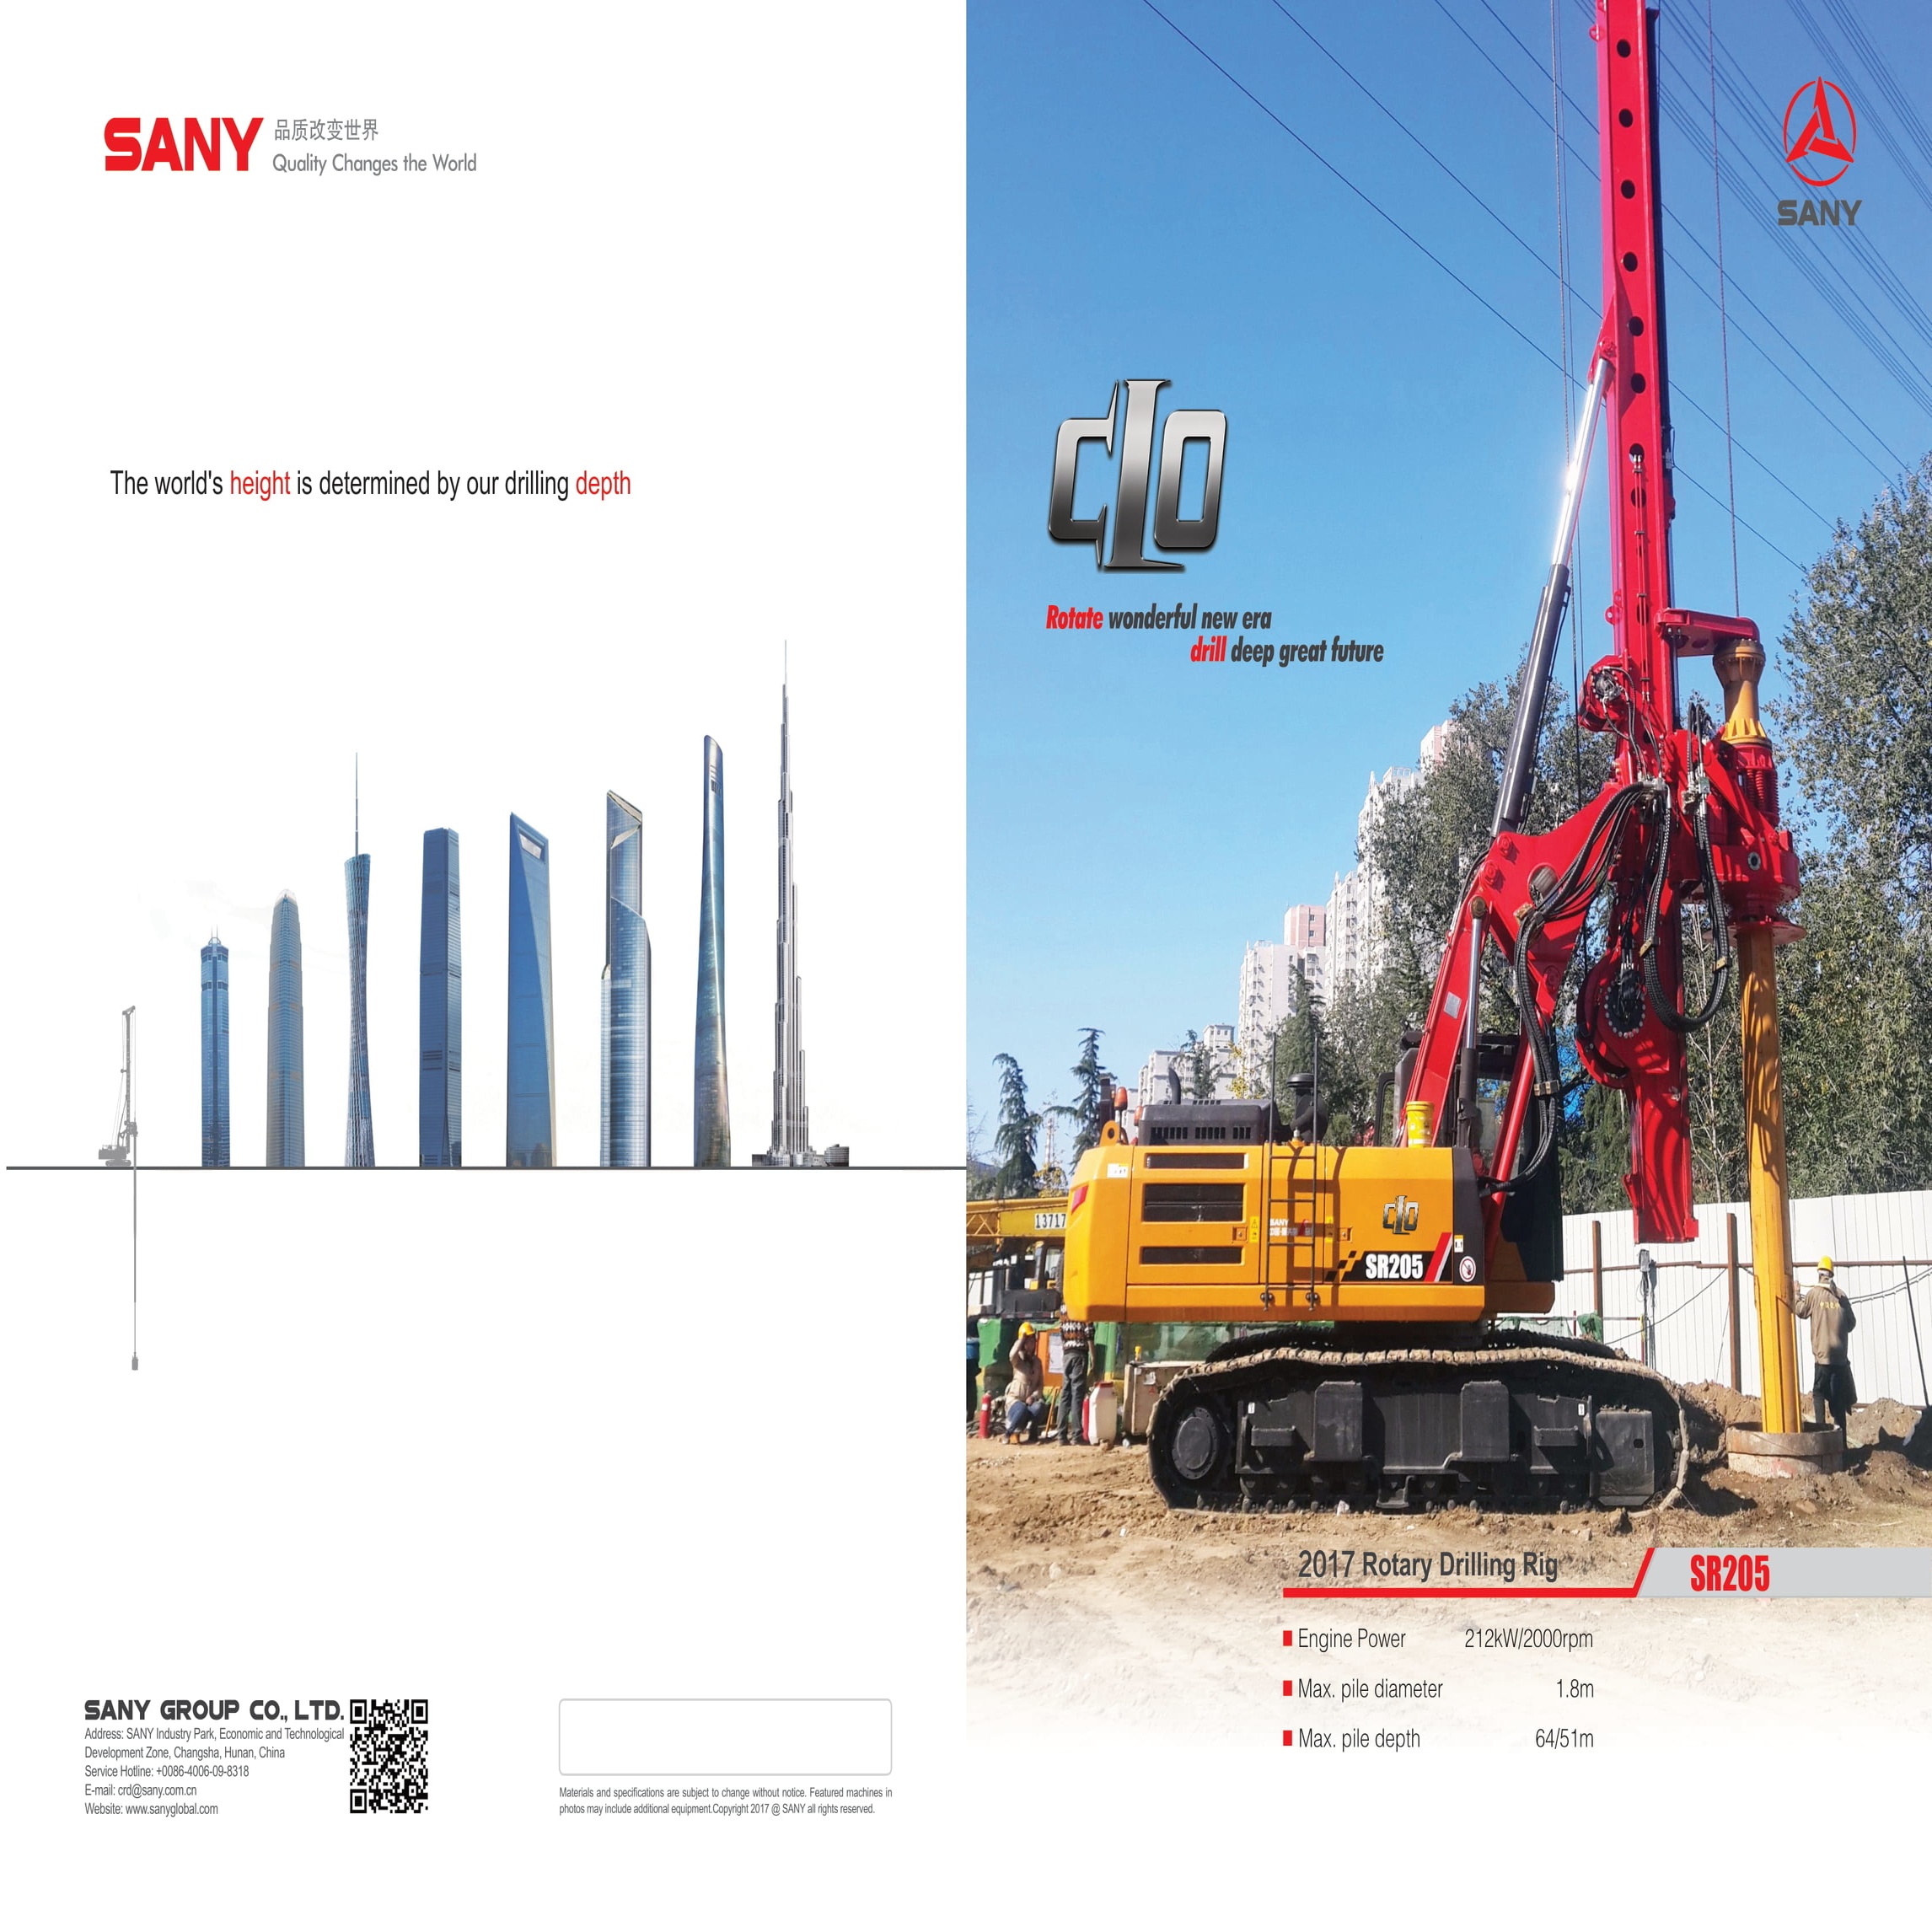 SANY 品质改变世界
Quality Changes the World
The world's height is determined by our drilling depth
SANY GROUP CO., LTD.
Address: SANY Industry Park, Economic and Technological
Development Zone, Changsha, Hunan, China
Service Hotline: +0086-4006-09-8318
E-mail: crd@sany.com.cn
Website: www.sanyglobal.com
Materials and specifications are subject to change without notice. Featured machines in
photos may include additional equipment.Copyright 2017 @ SANY all rights reserved.
SANY
C10
Rotate wonderful new era
drill deep great future
13717
SANY
C10
SR205
2017 Rotary Drilling Rig
SR205
Engine Power 212kW/2000rpm
Max. pile diameter 1.8m
Max. pile depth 64/51m